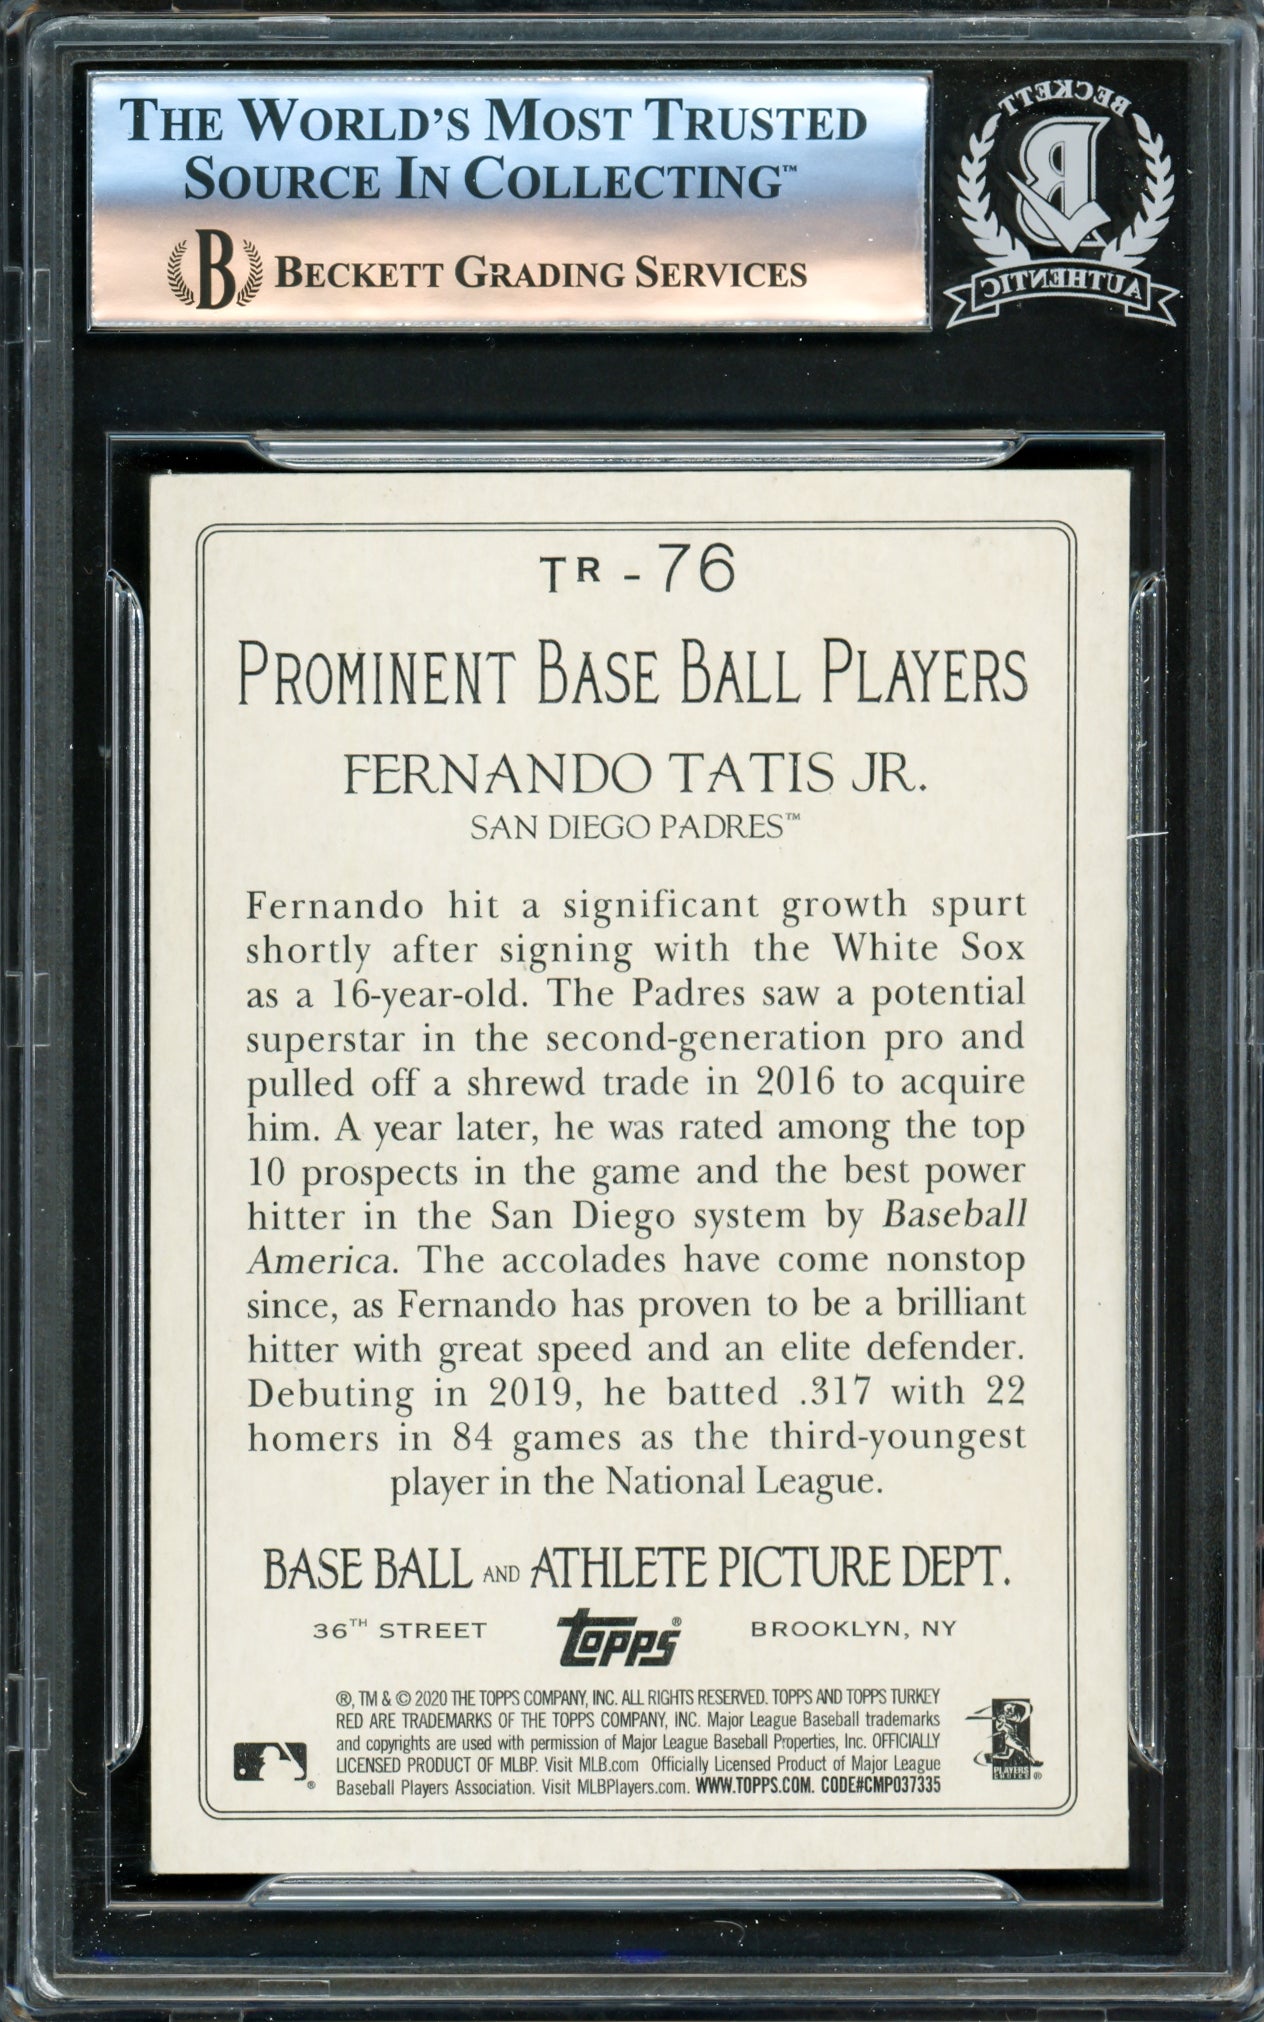 THE WORLD'S MOST TRUSTED
SOURCE IN COLLECTING™
B BECKETT GRADING SERVICES
BECKETT
B
AUTHENTIC
TR-76
PROMINENT BASE BALL PLAYERS
FERNANDO TATIS JR.
SAN DIEGO PADRES™
Fernando hit a significant growth spurt
shortly after signing with the White Sox
as a 16-year-old. The Padres saw a potential
superstar in the second-generation pro and
pulled off a shrewd trade in 2016 to acquire
him. A year later, he was rated among the top
10 prospects in the game and the best power
hitter in the San Diego system by Baseball
America. The accolades have come nonstop
since, as Fernando has proven to be a brilliant
hitter with great speed and an elite defender.
Debuting in 2019, he batted .317 with 22
homers in 84 games as the third-youngest
player in the National League.
BASE BALL AND ATHLETE PICTURE DEPT.
36TH STREET topps® BROOKLYN, NY
®, TM & © 2020 THE TOPPS COMPANY, INC. ALL RIGHTS RESERVED. TOPPS AND TOPPS TURKEY
RED ARE TRADEMARKS OF THE TOPPS COMPANY, INC. Major League Baseball trademarks
and copyrights are used with permission of Major League Baseball Properties, Inc. OFFICIALLY
LICENSED PRODUCT OF MLBP. Visit MLB.com Officially Licensed Product of Major League
Baseball Players Association. Visit MLBPlayers.com. WWW.TOPPS.COM. CODE#CMP037335
®
PLAYERS
CHOICE ®